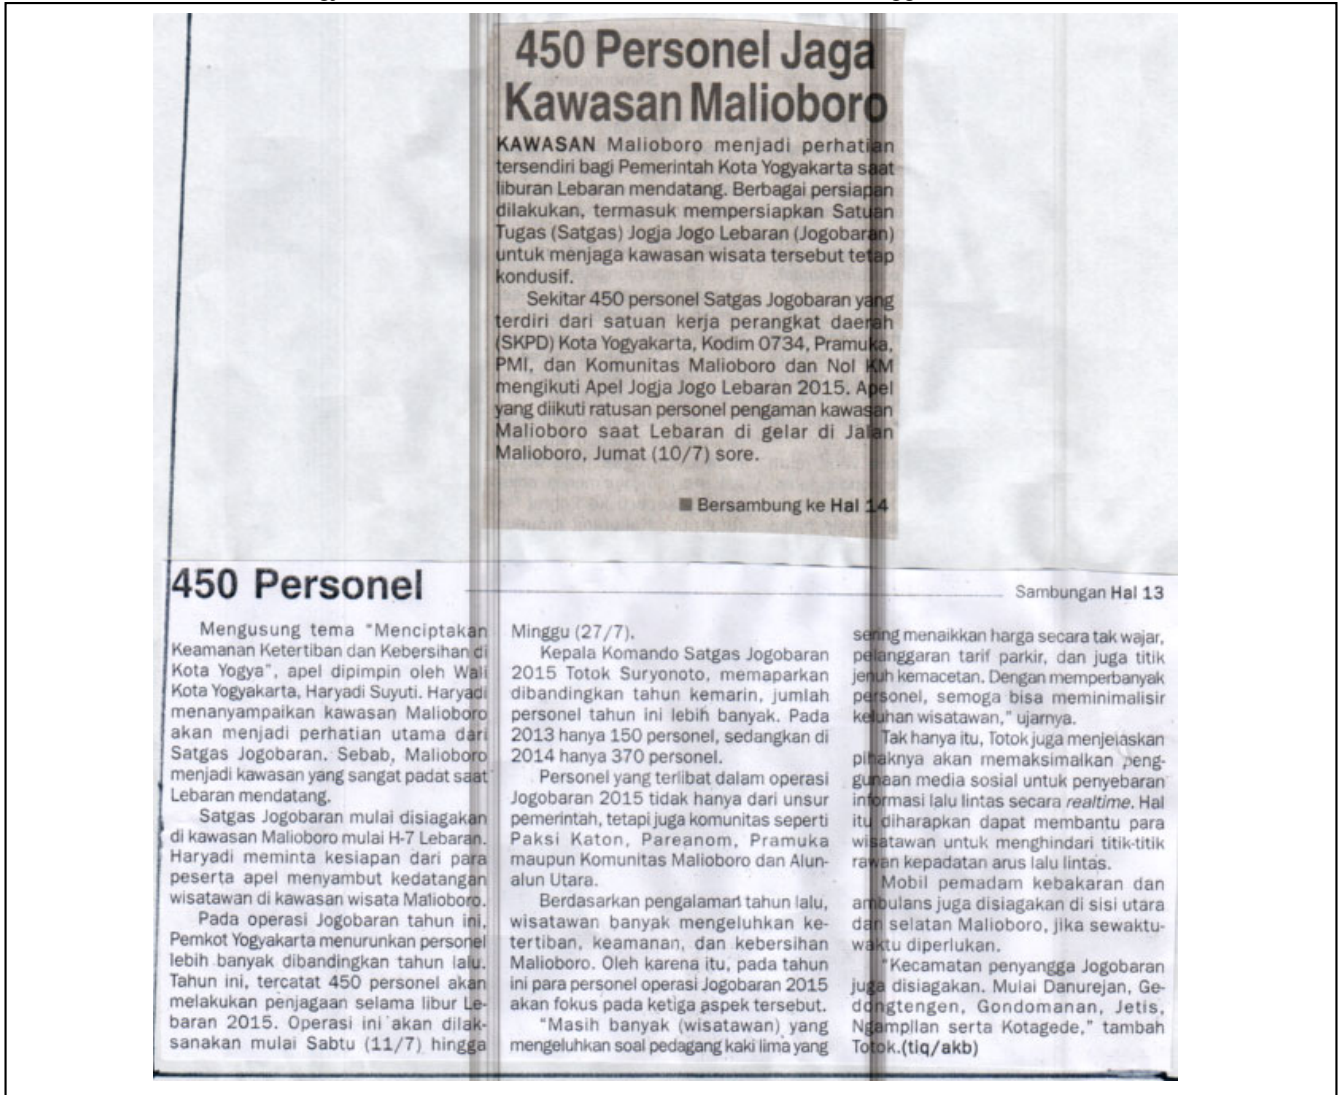 450 Personel Jaga
Kawasan Malioboro
KAWASAN Malioboro menjadi perhatian
tersendiri bagi Pemerintah Kota Yogyakarta saat
liburan Lebaran mendatang. Berbagai persiapan
dilakukan, termasuk mempersiapkan Satuan
Tugas (Satgas) Jogja Jogo Lebaran (Jogobaran)
untuk menjaga kawasan wisata tersebut tetap
kondusif.
Sekitar 450 personel Satgas Jogobaran yang
terdiri dari satuan kerja perangkat daerah
(SKPD) Kota Yogyakarta, Kodim 0734, Pramuka,
PMI, dan Komunitas Malioboro dan Nol KM
mengikuti Apel Jogja Jogo Lebaran 2015. Apel
yang diikuti ratusan personel pengaman kawasan
Malioboro saat Lebaran di gelar di Jalan
Malioboro, Jumat (10/7) sore.
■ Bersambung ke Hal 14
450 Personel
Sambungan Hal 13
Mengusung tema "Menciptakan
Keamanan Ketertiban dan Kebersihan di
Kota Yogya", apel dipimpin oleh Wali
Kota Yogyakarta, Haryadi Suyuti. Haryadi
menanyampaikan kawasan Malioboro
akan menjadi perhatian utama dari
Satgas Jogobaran. Sebab, Malioboro
menjadi kawasan yang sangat padat saat
Lebaran mendatang.
Satgas Jogobaran mulai disiagakan
di kawasan Malioboro mulai H-7 Lebaran.
Haryadi meminta kesiapan dari para
peserta apel menyambut kedatangan
wisatawan di kawasan wisata Malioboro.
Pada operasi Jogobaran tahun ini,
Pemkot Yogyakarta menurunkan personel
lebih banyak dibandingkan tahun lalu.
Tahun ini, tercatat 450 personel akan
melakukan penjagaan selama libur Le-
baran 2015. Operasi ini akan dilak-
sanakan mulai Sabtu (11/7) hingga
Minggu (27/7).
Kepala Komando Satgas Jogobaran
2015 Totok Suryonoto, memaparkan
dibandingkan tahun kemarin, jumlah
personel tahun ini lebih banyak. Pada
2013 hanya 150 personel, sedangkan di
2014 hanya 370 personel.
Personel yang terlibat dalam operasi
Jogobaran 2015 tidak hanya dari unsur
pemerintah, tetapi juga komunitas seperti
Paksi Katon, Pareanom, Pramuka
maupun Komunitas Malioboro dan Alun-
alun Utara.
Berdasarkan pengalaman tahun lalu,
wisatawan banyak mengeluhkan ke-
tertiban, keamanan, dan kebersihan
Malioboro. Oleh karena itu, pada tahun
ini para personel operasi Jogobaran 2015
akan fokus pada ketiga aspek tersebut.
"Masih banyak (wisatawan) yang
mengeluhkan soal pedagang kaki lima yang
sering menaikkan harga secara tak wajar,
pelanggaran tarif parkir, dan juga titik
jenuh kemacetan. Dengan memperbanyak
personel, semoga bisa meminimalisir
keluhan wisatawan," ujarnya.
Tak hanya itu, Totok juga menjelaskan
pihaknya akan memaksimalkan peng-
gunaan media sosial untuk penyebaran
informasi lalu lintas secara realtime. Hal
itu diharapkan dapat membantu para
wisatawan untuk menghindari titik-titik
rawan kepadatan arus lalu lintas.
Mobil pemadam kebakaran dan
ambulans juga disiagakan di sisi utara
dan selatan Malioboro, jika sewaktu-
waktu diperlukan.
"Kecamatan penyangga Jogobaran
juga disiagakan. Mulai Danurejan, Ge-
dongtengen, Gondomanan, Jetis,
Ngampilan serta Kotagede," tambah
Totok.(tiq/akb)